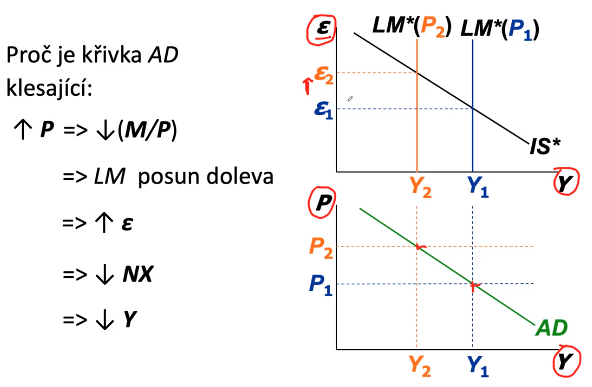 Proč je křivka AD
klesající:
↑ P => ↓(M/P)
=> LM posun doleva
=> ↑ ε
=> ↓ NX
=> ↓ Y
ε LM*(P₂) LM*(P₁)
ε₂
ε₁
IS*
Y₂ Y₁ Y
P
P₂
P₁
AD
Y₂ Y₁ Y